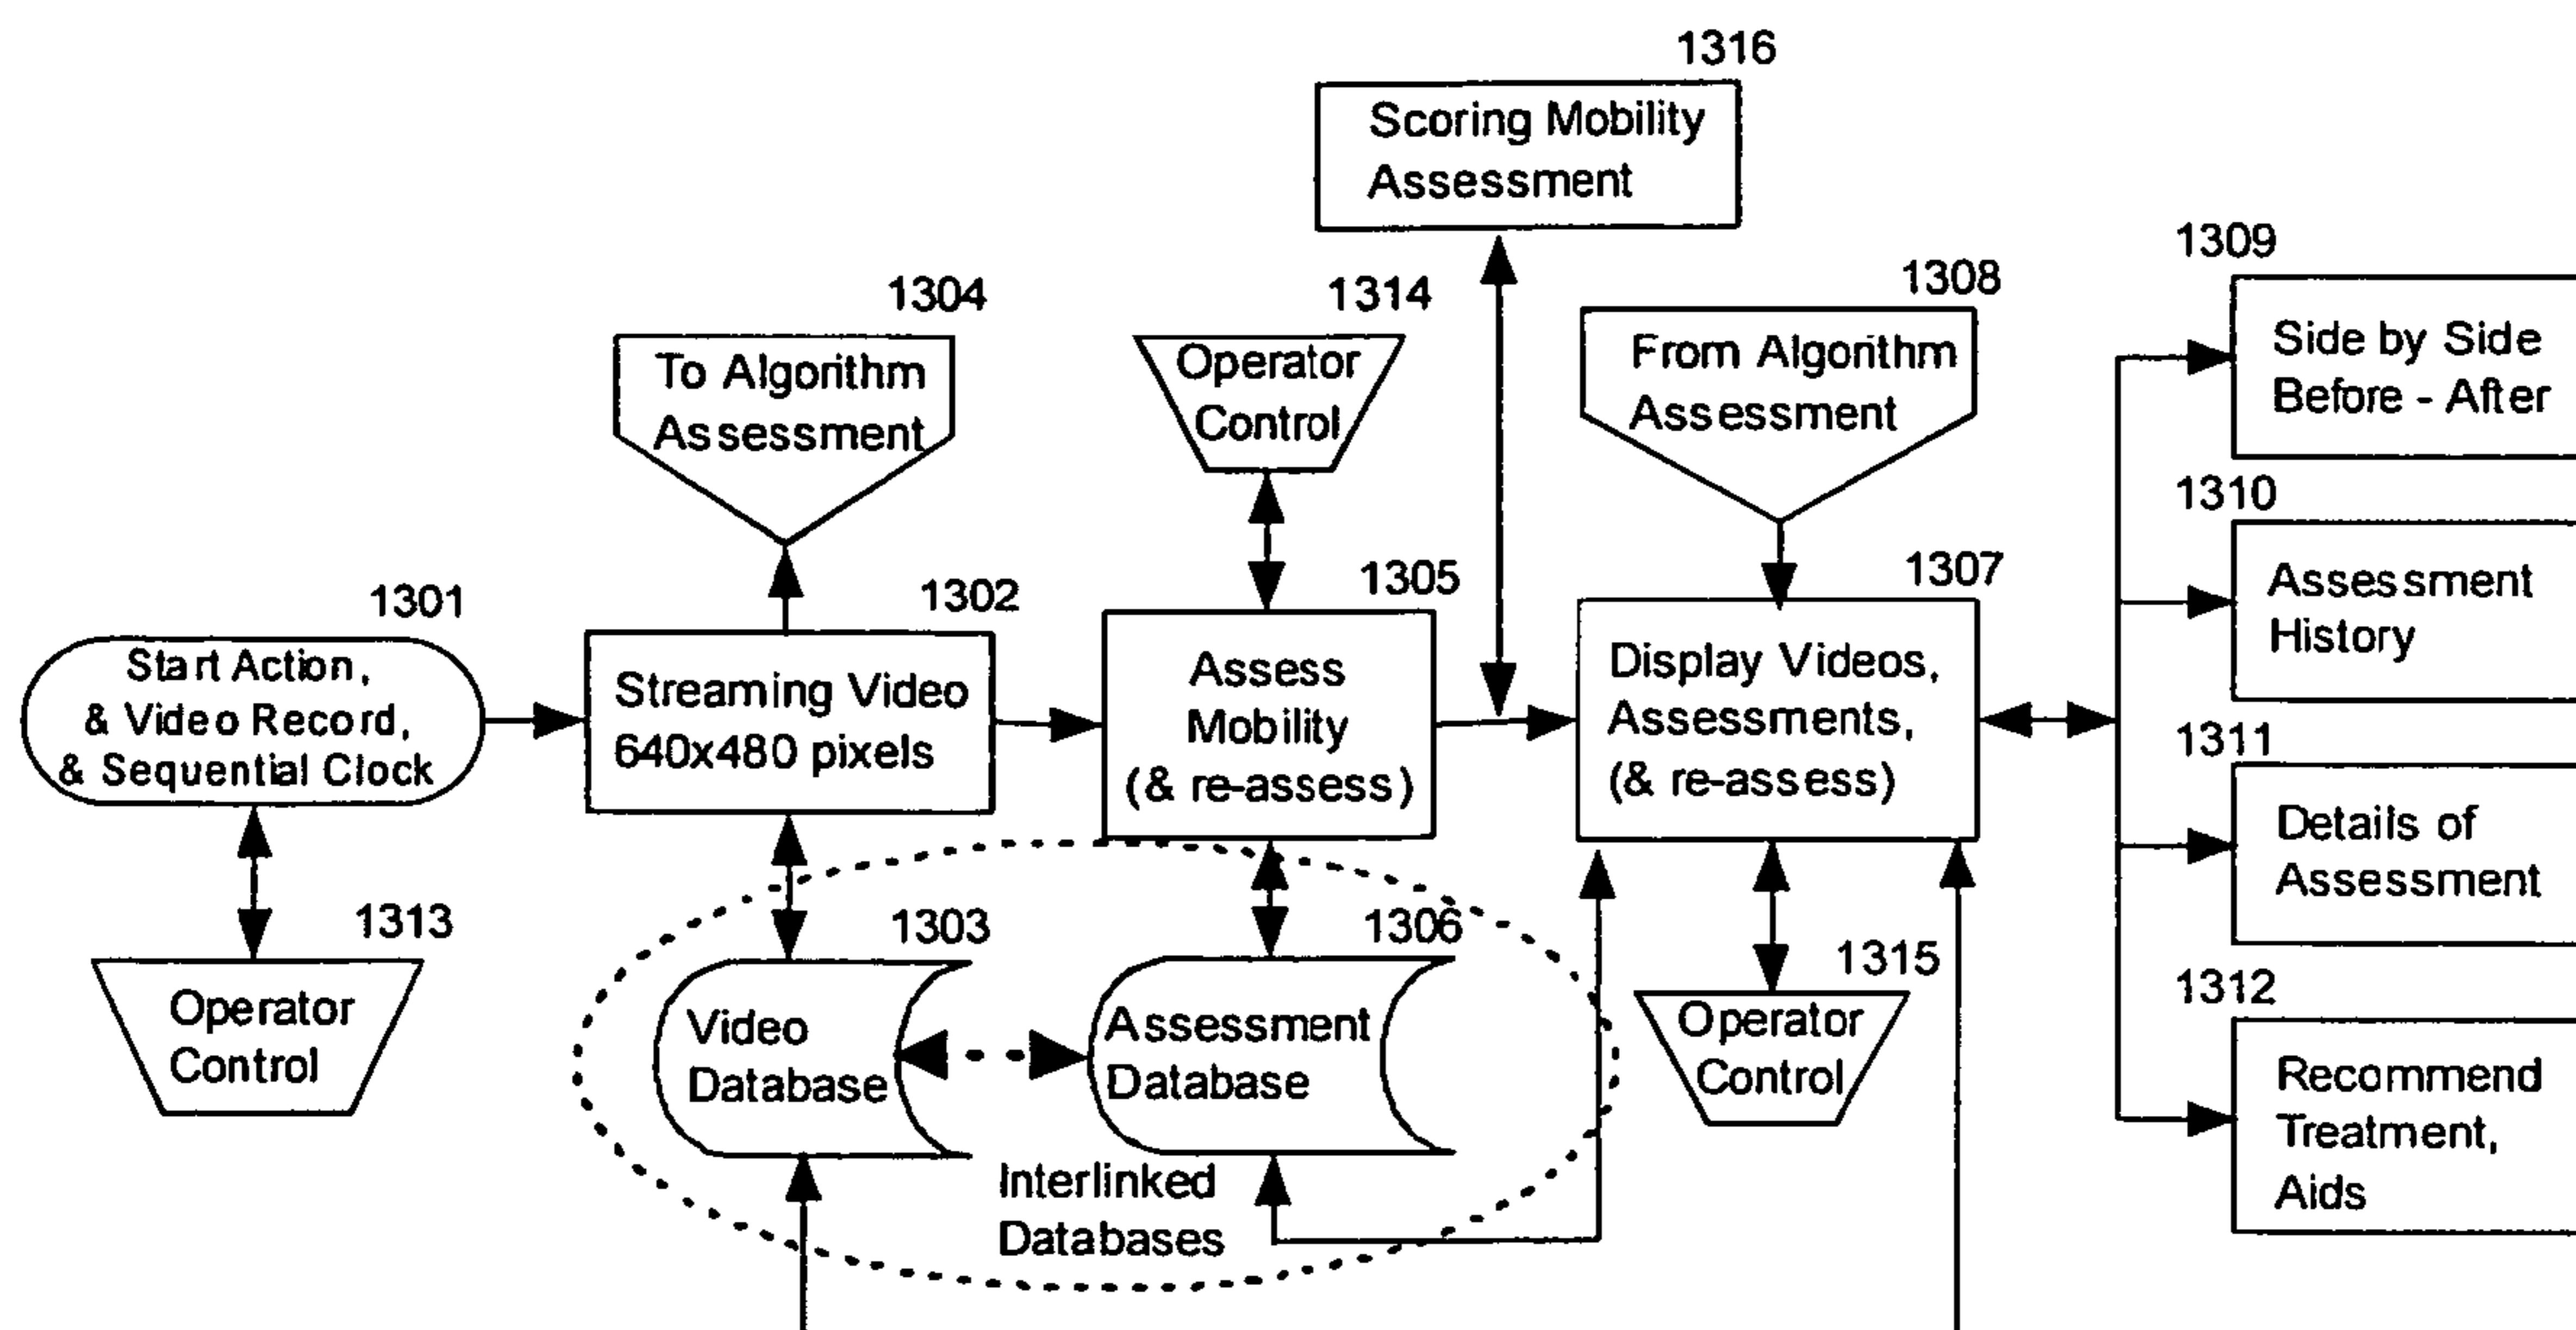 1316
Scoring Mobility
Assessment
1304
To Algorithm
Assessment
1314
Operator
Control
1308
From Algorithm
Assessment
1309
Side by Side
Before - After
1301
Start Action,
& Video Record,
& Sequential Clock
1302
Streaming Video
640x480 pixels
1305
Assess
Mobility
(& re-assess)
1307
Display Videos,
Assessments,
(& re-assess)
1310
Assessment
History
1311
Details of
Assessment
1313
Operator
Control
1303
Video
Database
1306
Assessment
Database
Interlinked
Databases
1315
Operator
Control
1312
Recommend
Treatment,
Aids